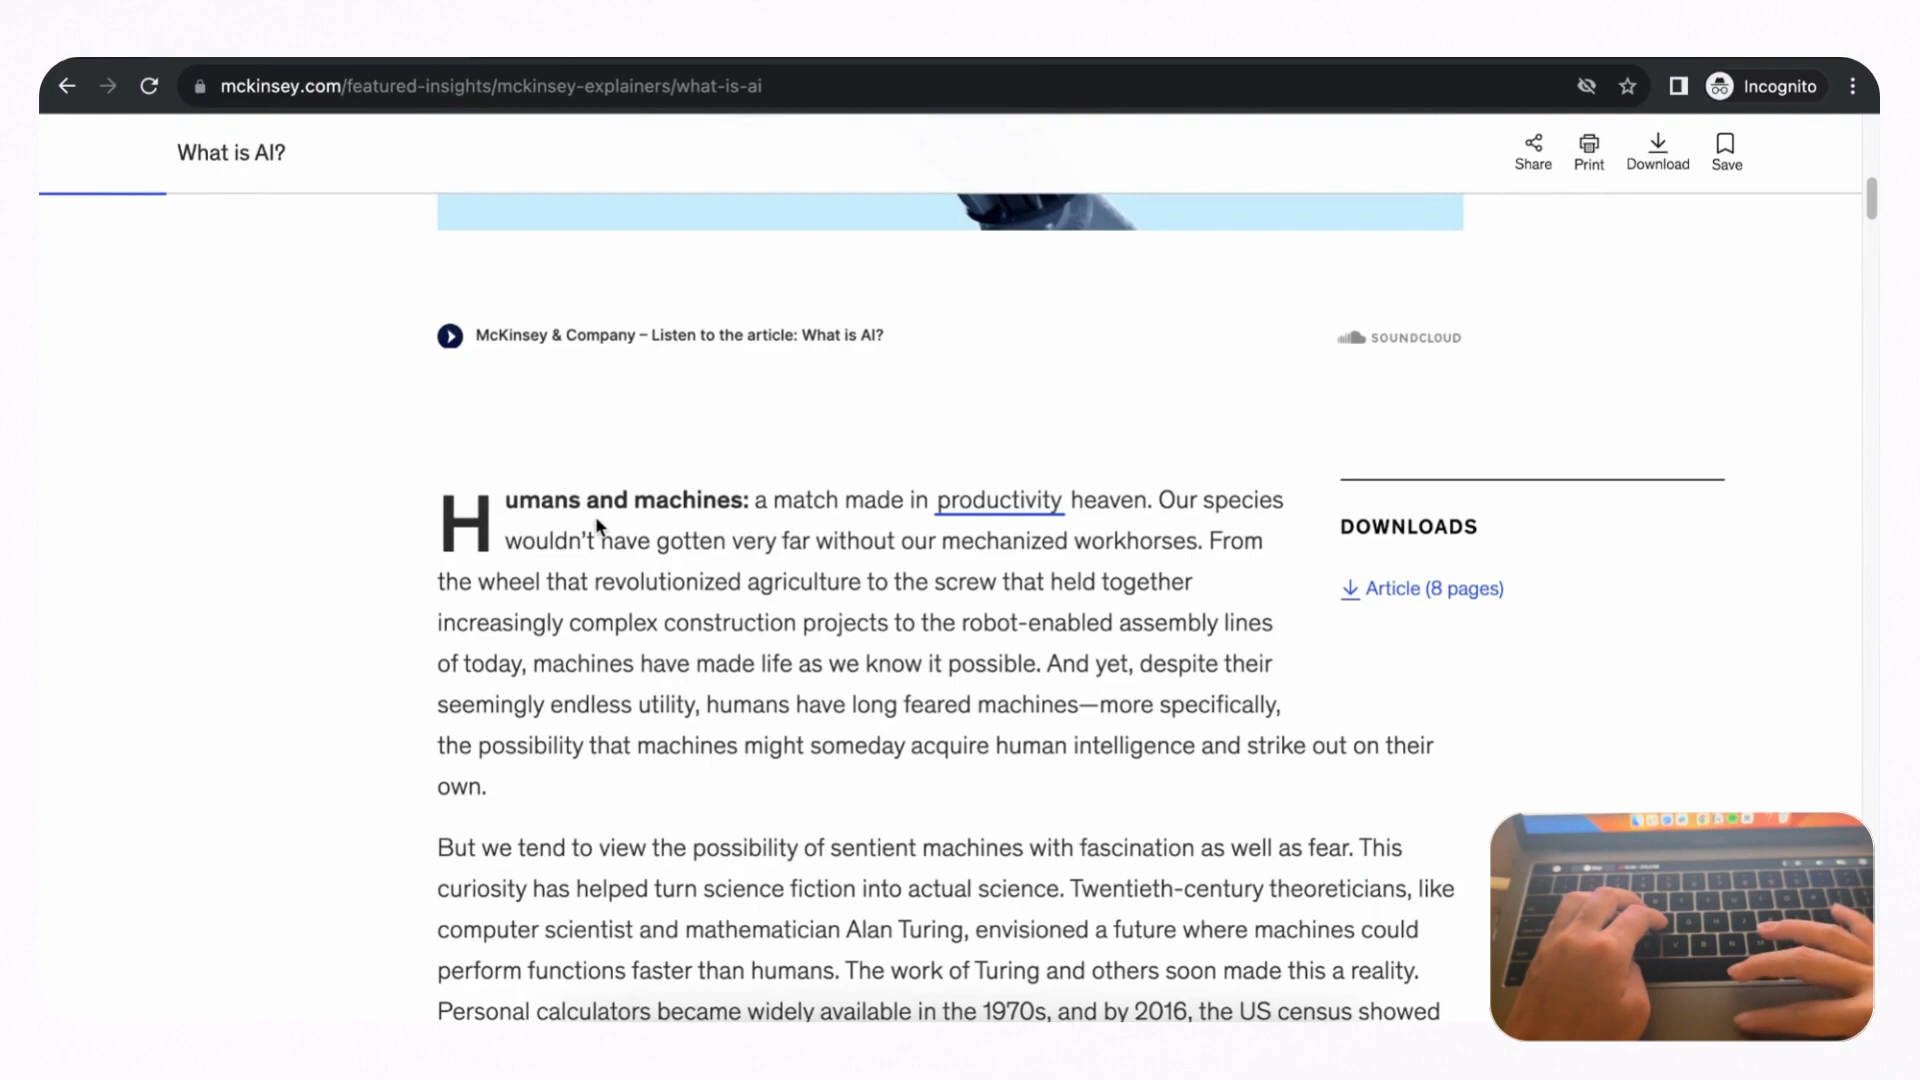 mckinsey.com/featured-insights/mckinsey-explainers/what-is-ai
Incognito
What is AI?
Share
Print
Download
Save
McKinsey & Company – Listen to the article: What is AI?
SOUNDCLOUD
Humans and machines: a match made in productivity heaven. Our species
wouldn't have gotten very far without our mechanized workhorses. From
the wheel that revolutionized agriculture to the screw that held together
increasingly complex construction projects to the robot-enabled assembly lines
of today, machines have made life as we know it possible. And yet, despite their
seemingly endless utility, humans have long feared machines—more specifically,
the possibility that machines might someday acquire human intelligence and strike out on their
own.
DOWNLOADS
Article (8 pages)
But we tend to view the possibility of sentient machines with fascination as well as fear. This
curiosity has helped turn science fiction into actual science. Twentieth-century theoreticians, like
computer scientist and mathematician Alan Turing, envisioned a future where machines could
perform functions faster than humans. The work of Turing and others soon made this a reality.
Personal calculators became widely available in the 1970s, and by 2016, the US census showed